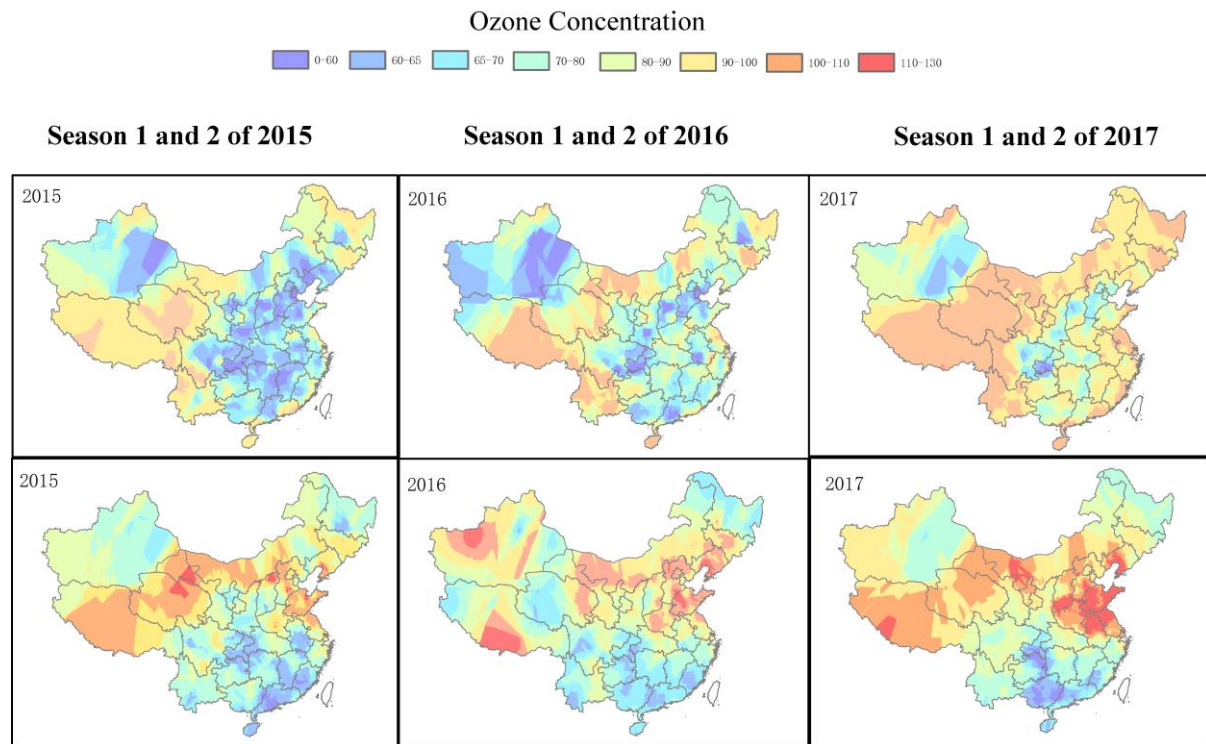 Ozone Concentration
0-60 60-65 65-70 70-80 80-90 90-100 100-110 110-130
Season 1 and 2 of 2015 Season 1 and 2 of 2016 Season 1 and 2 of 2017
2015 2016 2017
2015 2016 2017